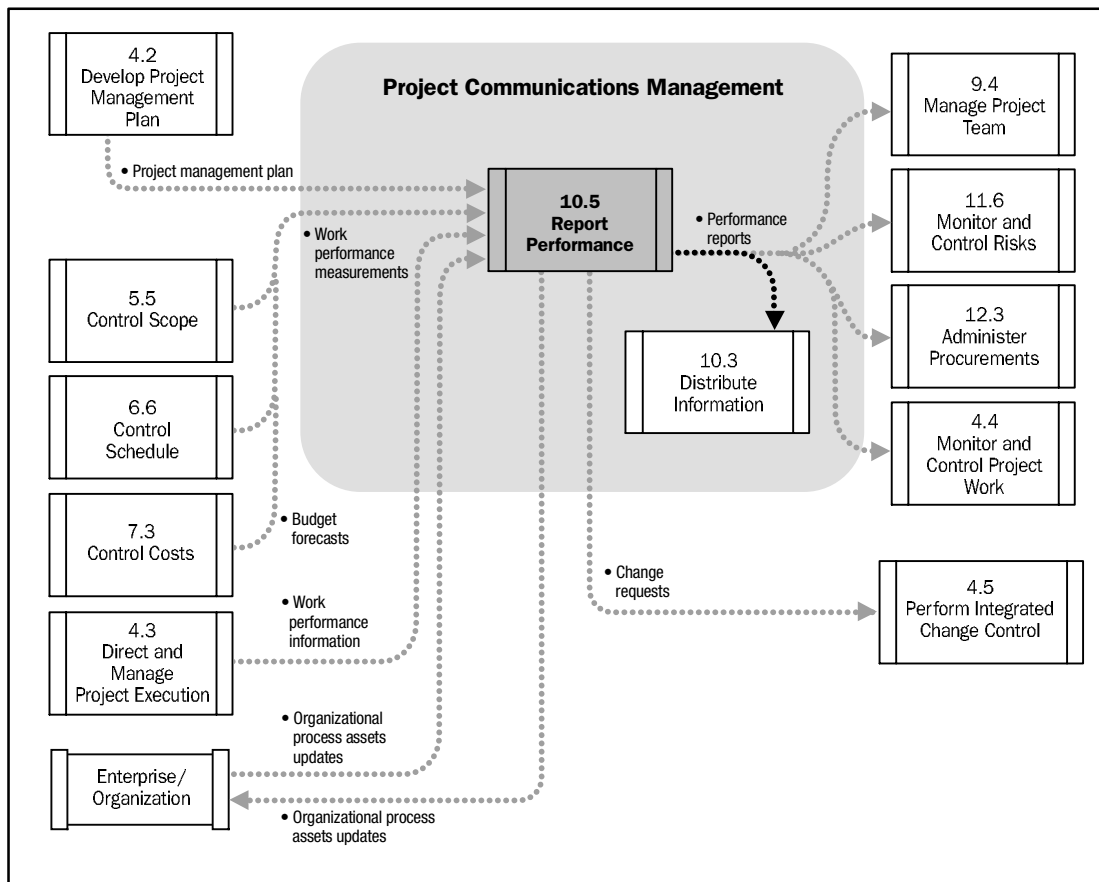 4.2
Develop Project
Management
Plan
Project Communications Management
9.4
Manage Project
Team
• Project management plan
10.5
Report
Performance
• Performance
reports
11.6
Monitor and
Control Risks
• Work
performance
measurements
5.5
Control Scope
12.3
Administer
Procurements
10.3
Distribute
Information
6.6
Control
Schedule
4.4
Monitor and
Control Project
Work
7.3
Control Costs
• Budget
forecasts
• Change
requests
4.5
Perform Integrated
Change Control
• Work
performance
information
4.3
Direct and
Manage
Project Execution
• Organizational
process assets
updates
Enterprise/
Organization
• Organizational process
assets updates